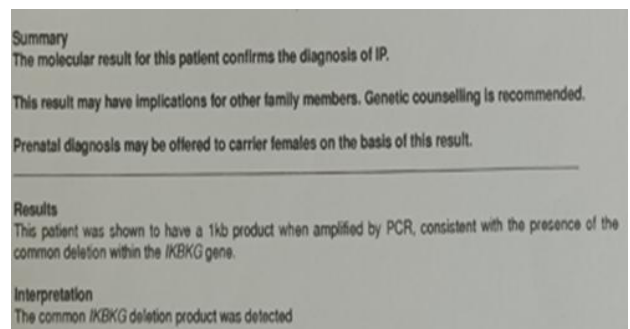 Summary
The molecular result for this patient confirms the diagnosis of IP.
This result may have implications for other family members. Genetic counselling is recommended.
Prenatal diagnosis may be offered to carrier females on the basis of this result.
Results
This patient was shown to have a 1kb product when amplified by PCR, consistent with the presence of the
common deletion within the IKBKG gene.
Interpretation
The common IKBKG deletion product was detected